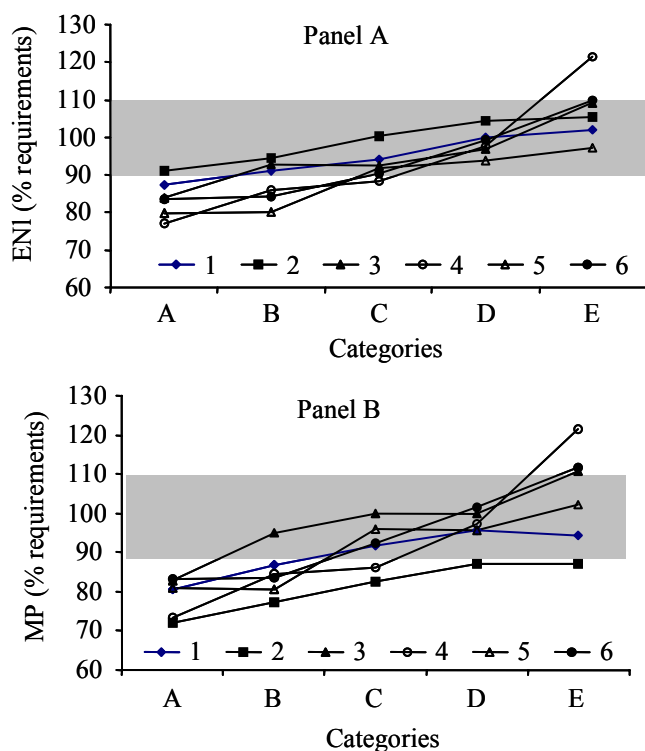 Panel A
130
120
110
100
90
80
70
60
ENl (% requirements)
1 2 3 4 5 6
A B C D E
Categories
Panel B
130
120
110
100
90
80
70
60
MP (% requirements)
1 2 3 4 5 6
A B C D E
Categories